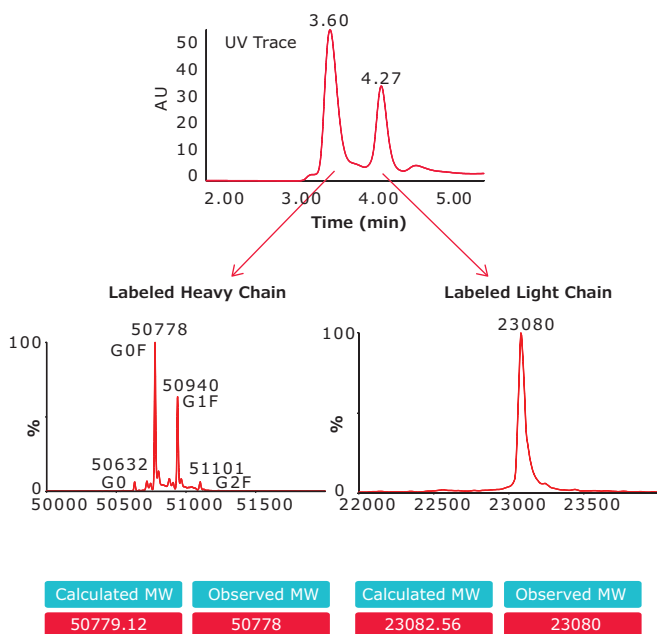 3.60
UV Trace
4.27
50
40
30
20
10
0
AU
2.00 3.00 4.00 5.00
Time (min)
Labeled Heavy Chain
50778
100
G0F
50940
G1F
%
50632
G0
51101
G2F
0
50000 50500 51000 51500
Labeled Light Chain
23080
100
%
0
22000 22500 23000 23500
Calculated MW Observed MW
50779.12 50778
Calculated MW Observed MW
23082.56 23080